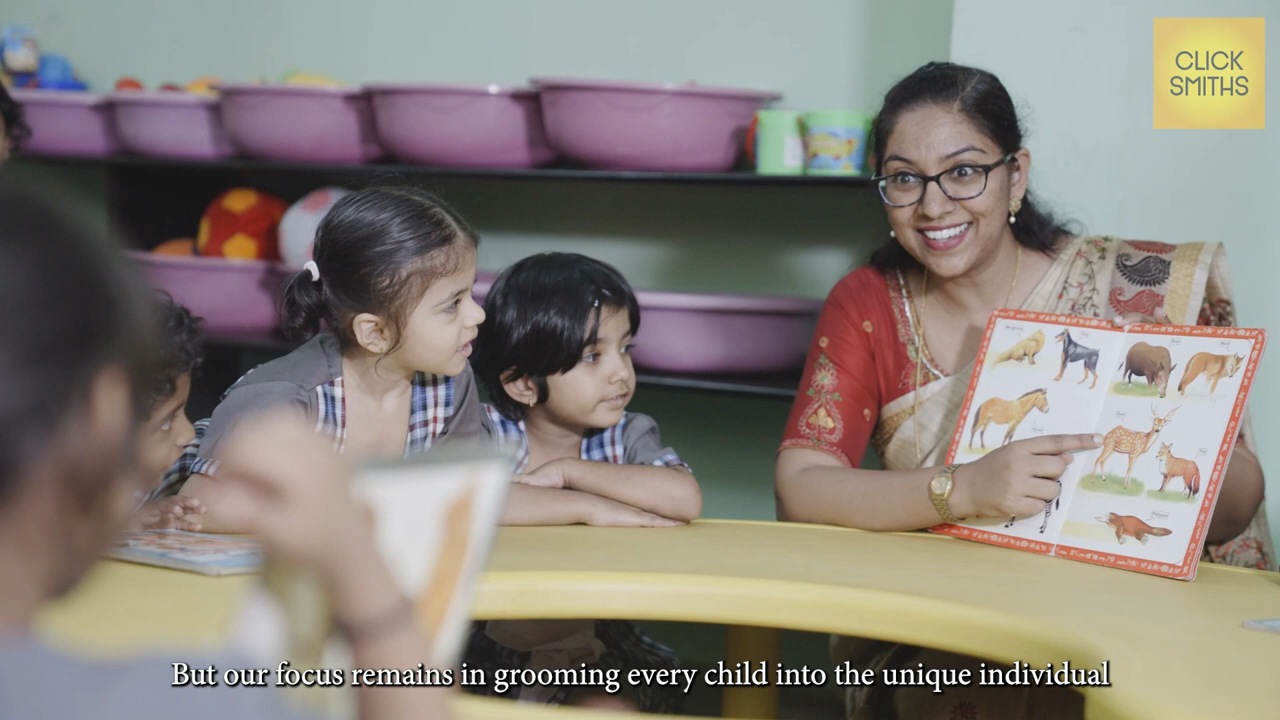 CLICK
SMITHS
But our focus remains in grooming every child into the unique individual